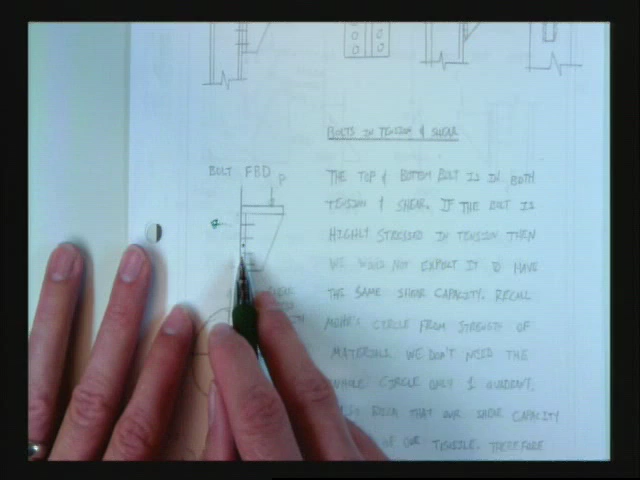 BOLTS IN TENSION & SHEAR
BOLT FBD
P
THE TOP & BOTTOM BOLT IS IN BOTH
TENSION & SHEAR. IF THE BOLT IS
HIGHLY STRESSED IN TENSION THEN
WE WOULD NOT EXPECT IT TO HAVE
THE SAME SHEAR CAPACITY. RECALL
MOHR'S CIRCLE FROM STRENGTH OF
MATERIALS. WE DON'T NEED THE
WHOLE CIRCLE ONLY 1 QUADRANT.
THAT OUR SHEAR CAPACITY
OUR TENSILE. THEREFORE
SHEAR